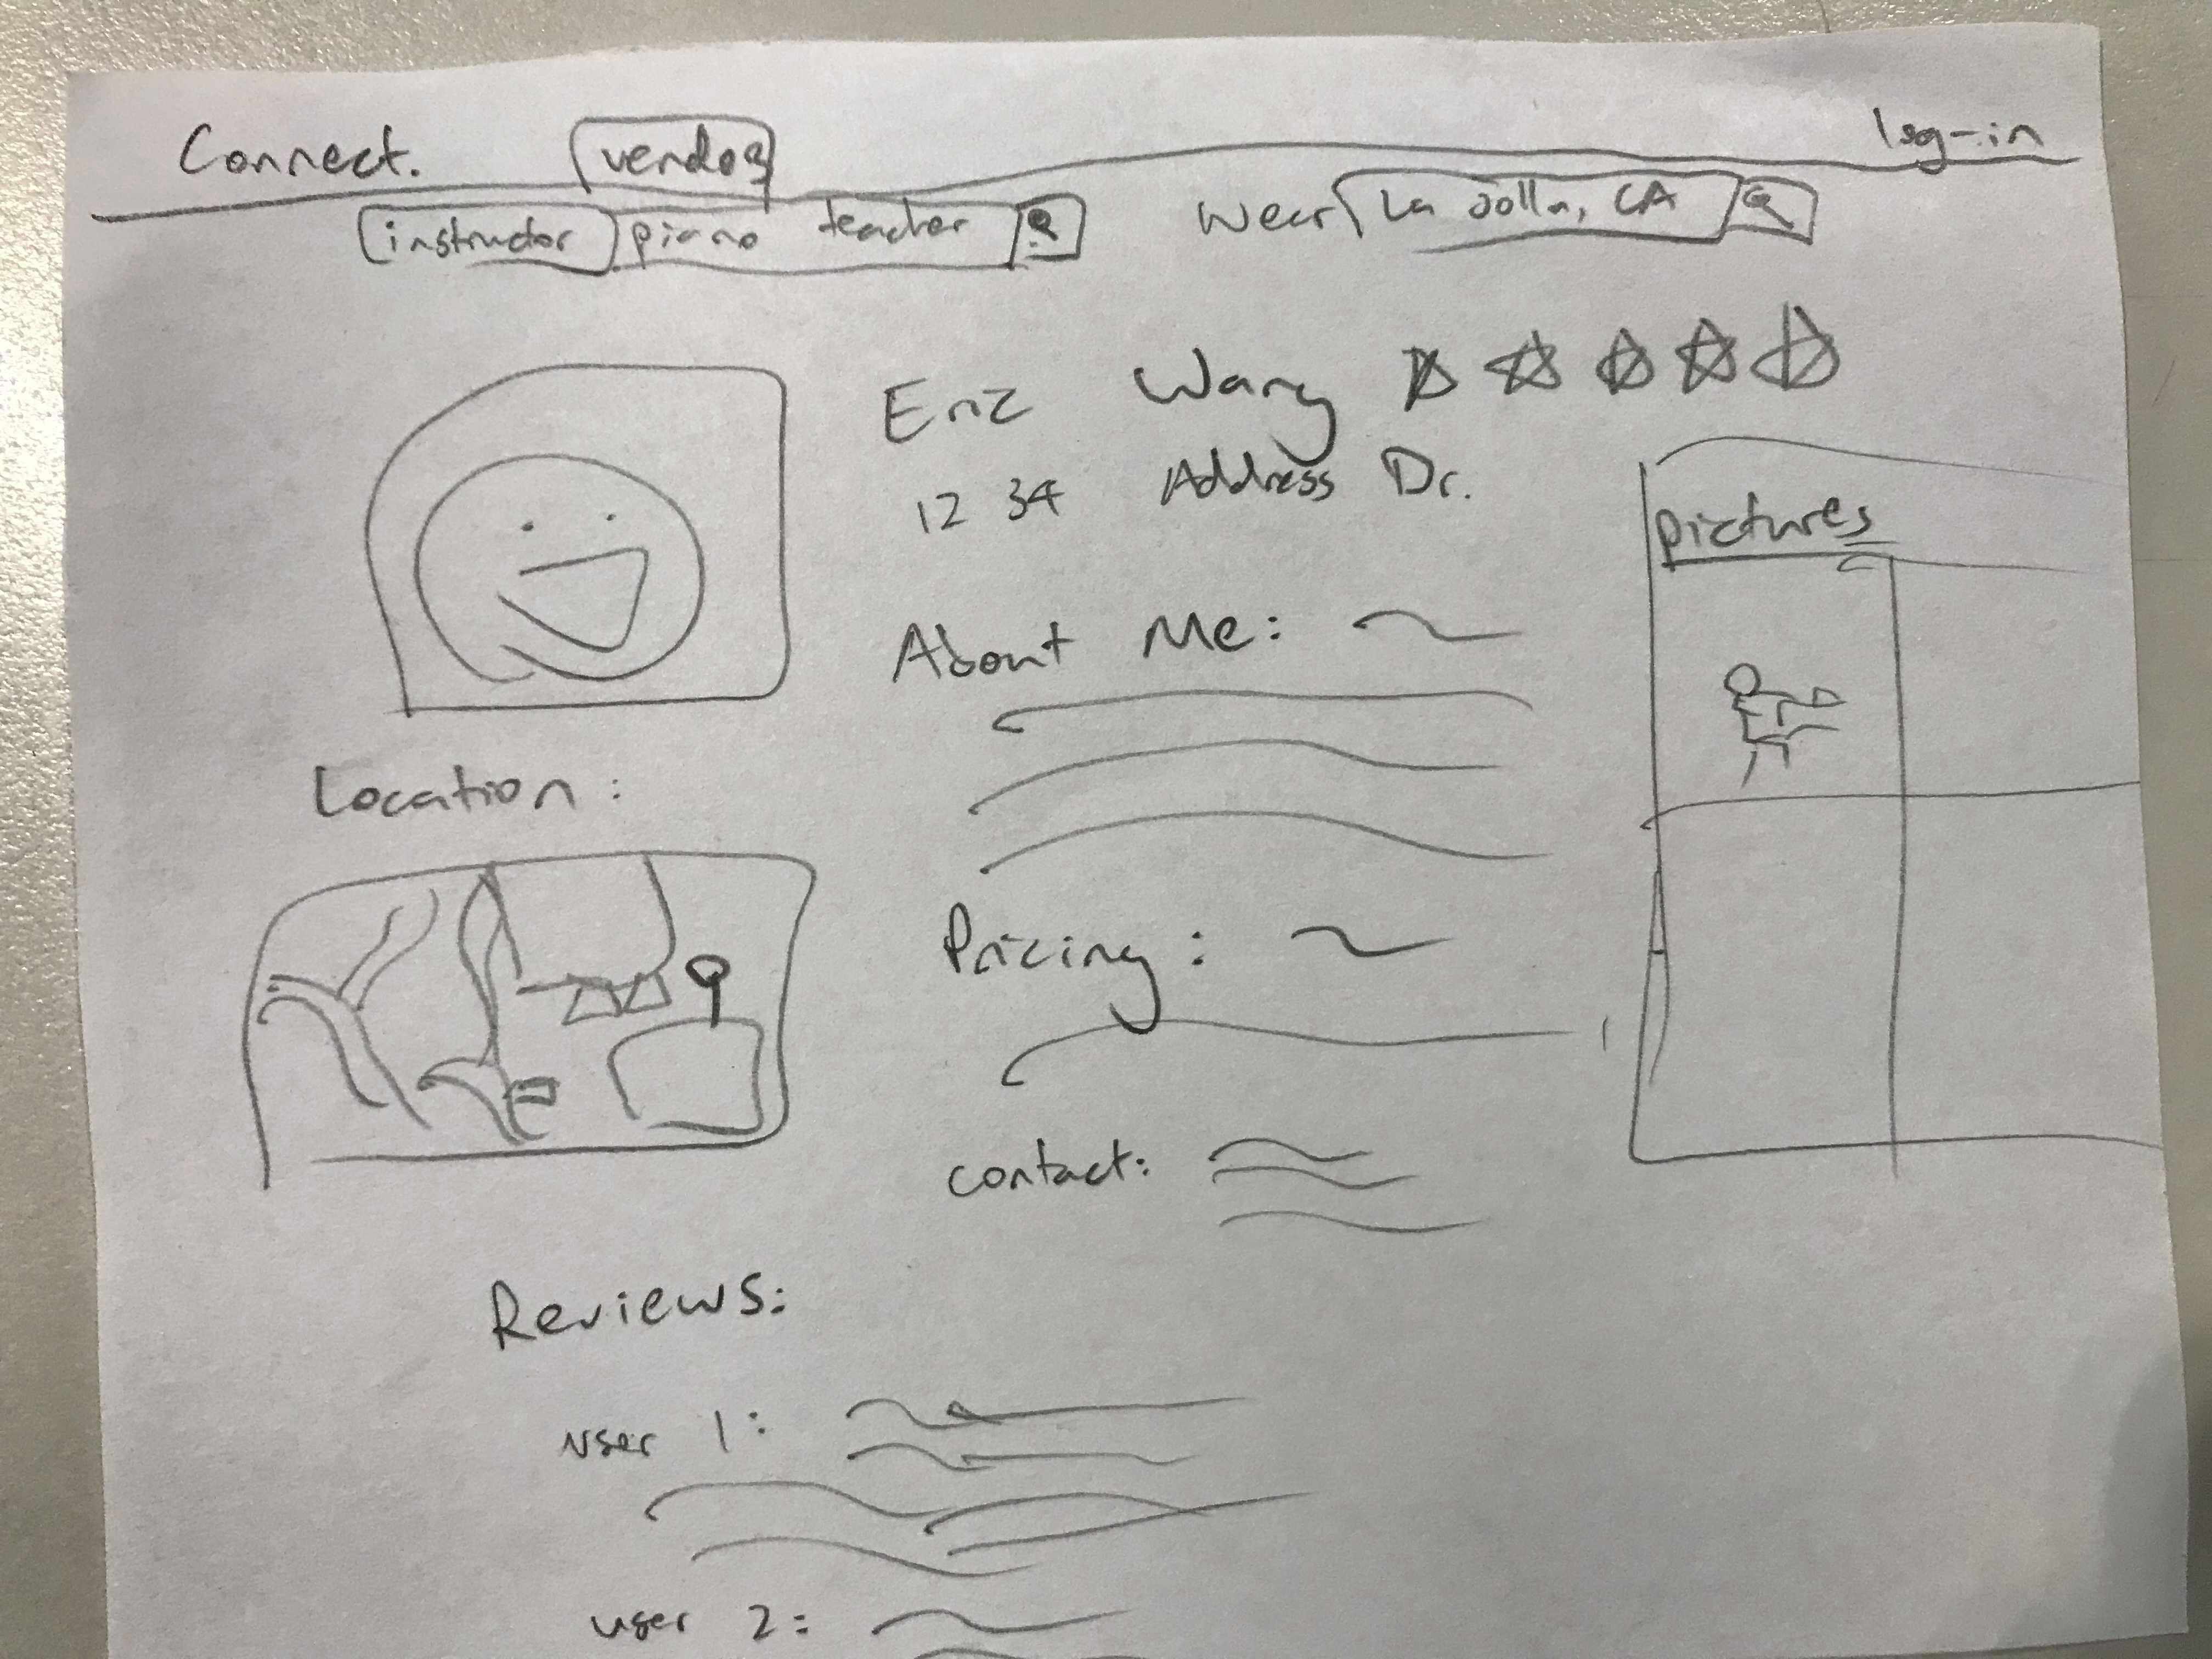 Connect. vendor log-in
instructor piano teacher near La Jolla, CA
Eric Wang
1234 Address Dr.
pictures
About Me:
Location:
Pricing:
contact:
Reviews:
user 1:
user 2: